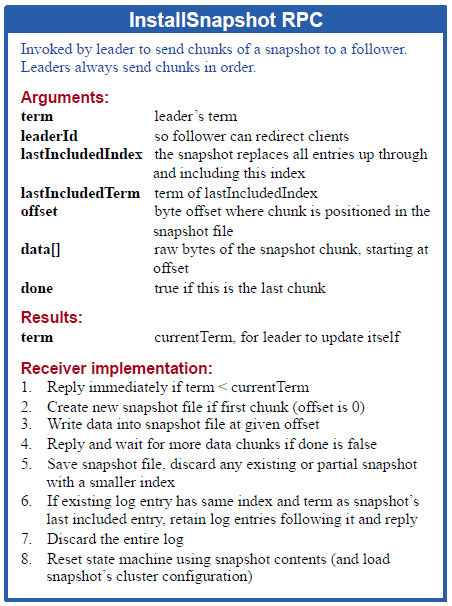 InstallSnapshot RPC
Invoked by leader to send chunks of a snapshot to a follower.
Leaders always send chunks in order.
Arguments:
term leader's term
leaderId so follower can redirect clients
lastIncludedIndex the snapshot replaces all entries up through
and including this index
lastIncludedTerm term of lastIncludedIndex
offset byte offset where chunk is positioned in the
snapshot file
data[] raw bytes of the snapshot chunk, starting at
offset
done true if this is the last chunk
Results:
term currentTerm, for leader to update itself
Receiver implementation:
1. Reply immediately if term < currentTerm
2. Create new snapshot file if first chunk (offset is 0)
3. Write data into snapshot file at given offset
4. Reply and wait for more data chunks if done is false
5. Save snapshot file, discard any existing or partial snapshot
with a smaller index
6. If existing log entry has same index and term as snapshot's
last included entry, retain log entries following it and reply
7. Discard the entire log
8. Reset state machine using snapshot contents (and load
snapshot's cluster configuration)